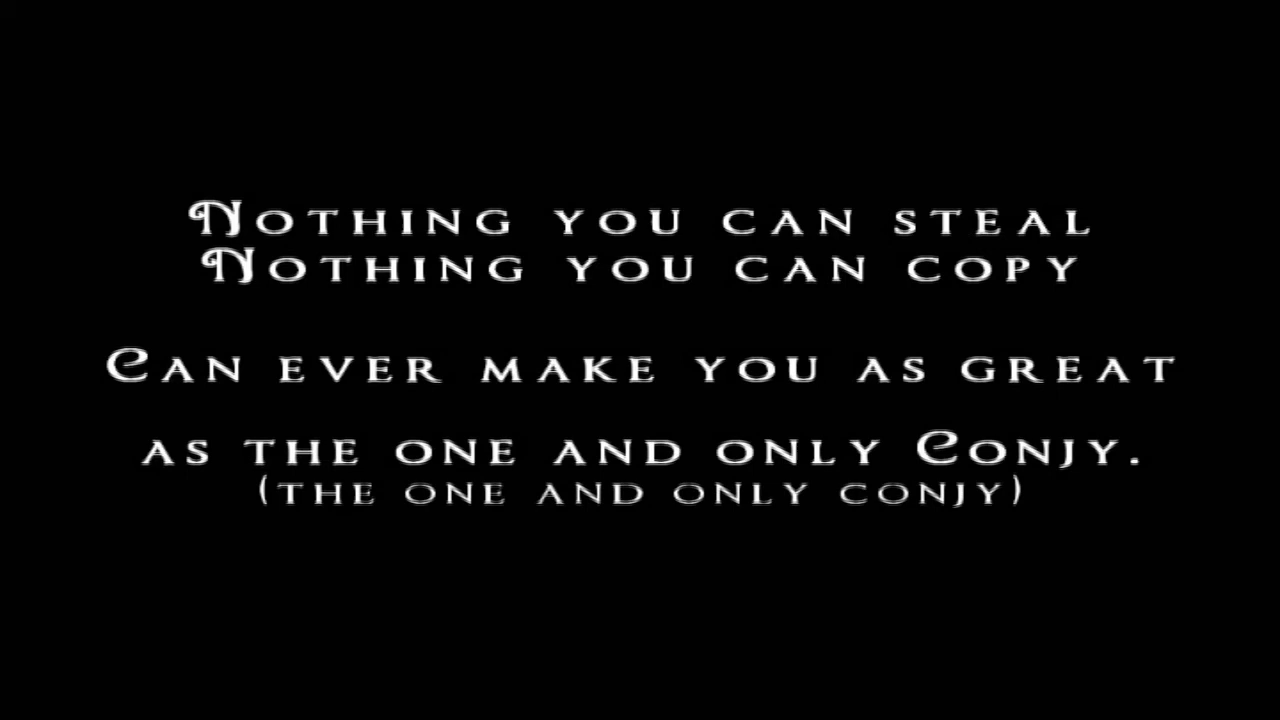 Nothing you can steal
Nothing you can copy
Can ever make you as great
as the one and only Conjy.
(the one and only conjy)